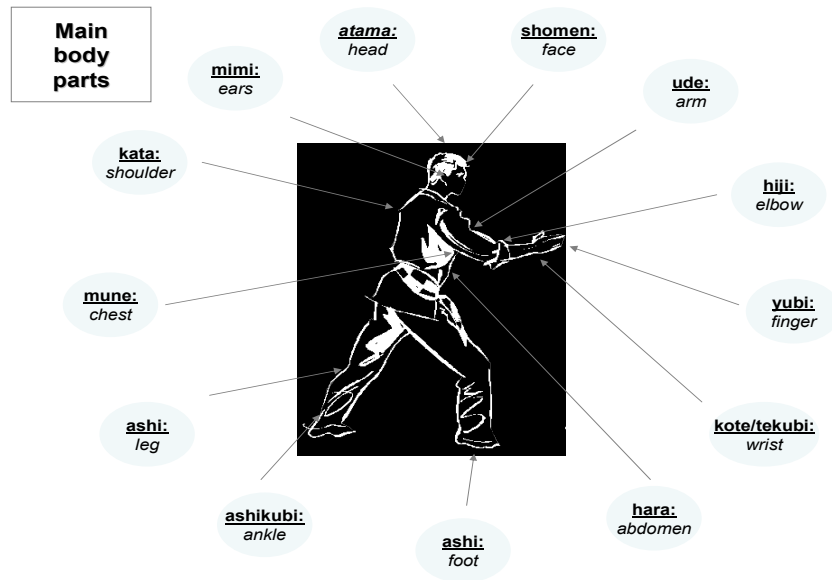 Main
body
parts
atama:
head
shomen:
face
mimi:
ears
ude:
arm
kata:
shoulder
hiji:
elbow
mune:
chest
yubi:
finger
ashi:
leg
kote/tekubi:
wrist
ashikubi:
ankle
hara:
abdomen
ashi:
foot